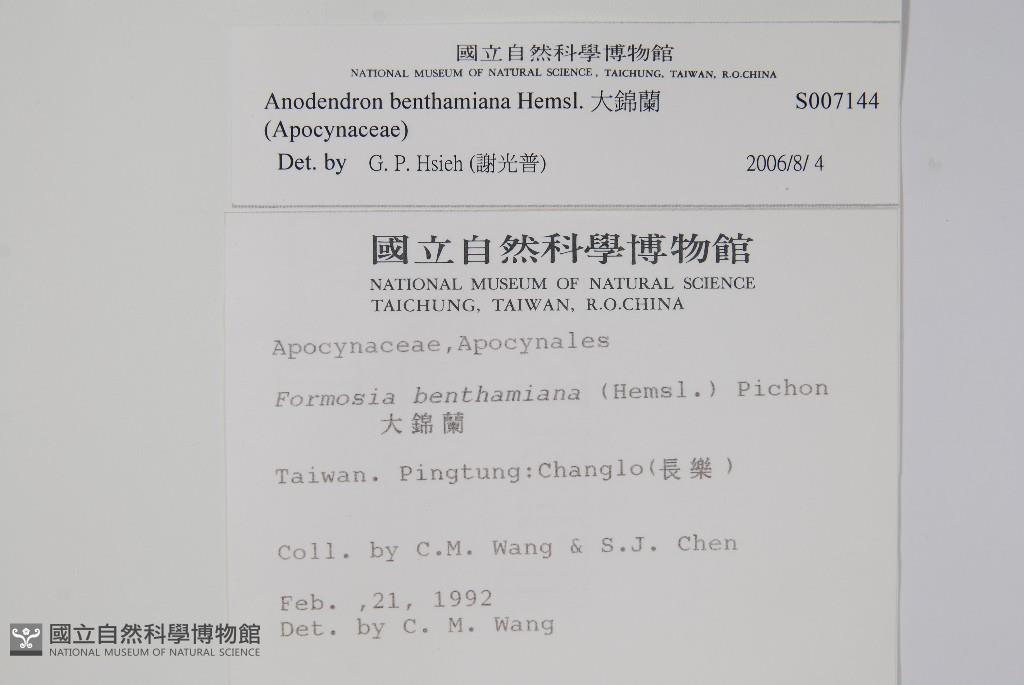 國立自然科學博物館
NATIONAL MUSEUM OF NATURAL SCIENCE, TAICHUNG, TAIWAN, R.O.CHINA
Anodendron benthamiana Hemsl. 大錦蘭 S007144
(Apocynaceae)
Det. by G. P. Hsieh (謝光普) 2006/8/ 4
國立自然科學博物館
NATIONAL MUSEUM OF NATURAL SCIENCE
TAICHUNG, TAIWAN, R.O.CHINA
Apocynaceae,Apocynales
Formosia benthamiana (Hemsl.) Pichon
大錦蘭
Taiwan. Pingtung:Changlo(長樂)
Coll. by C.M. Wang & S.J. Chen
Feb. ,21, 1992
Det. by C. M. Wang
國立自然科學博物館
NATIONAL MUSEUM OF NATURAL SCIENCE